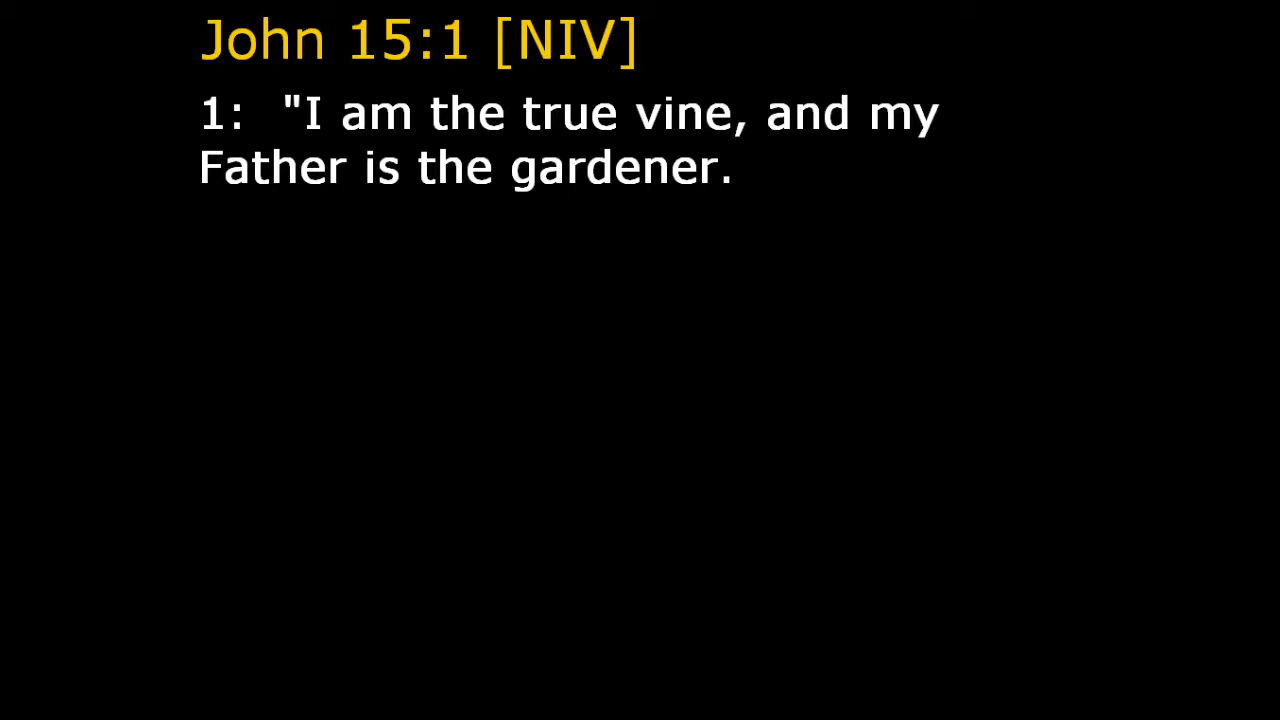 John 15:1 [NIV]
1:  "I am the true vine, and my
Father is the gardener.